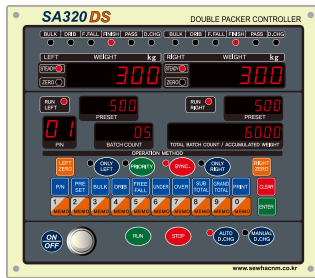 SA320 DS
DOUBLE PACKER CONTROLLER
BULK DRIB F.FALL FINISH PASS D.CHG
BULK DRIB F.FALL FINISH PASS D.CHG
LEFT WEIGHT kg
RIGHT WEIGHT kg
STEADY
ZERO
300
STEADY
ZERO
300
RUN LEFT
500
PRESET
RUN RIGHT
500
PRESET
01
P/N
05
BATCH COUNT
6000
TOTAL BATCH COUNT / ACCUMULATED WEIGHT
OPERATION METHOD
LEFT ZERO
ONLY LEFT
PRIORITY
SYNC.
ONLY RIGHT
RIGHT ZERO
P/N
PRE SET
BULK
DRIB
FREE FALL
UNDER
OVER
SUB TOTAL
GRAND TOTAL
PRINT
CLEAR
1 MEMO
2 MEMO
3 MEMO
4 MEMO
5 MEMO
6 MEMO
7 MEMO
8 MEMO
9 MEMO
0 MEMO
ENTER
ON OFF
RUN
STOP
AUTO D.CHG
MANUAL D.CHG
www.sewhacnm.co.kr